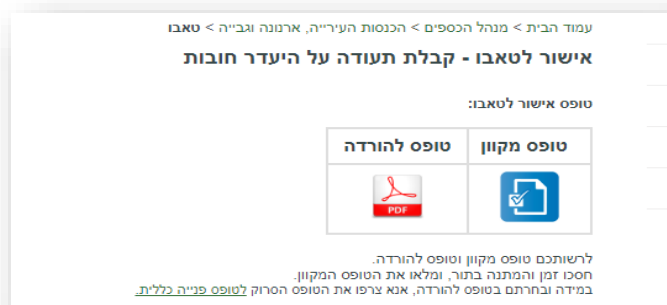 עמוד הבית > מנהל הכספים > הכנסות העירייה, ארנונה וגבייה > טאבו
אישור לטאבו - קבלת תעודה על היעדר חובות
טופס אישור לטאבו:
טופס מקוון טופס להורדה
PDF
לרשותכם טופס מקוון וטופס להורדה.
חסכו זמן והמתנה בתור, ומלאו את הטופס המקוון.
במידה ובחרתם בטופס להורדה, אנא צרפו את הטופס הסרוק לטופס פנייה כללית.